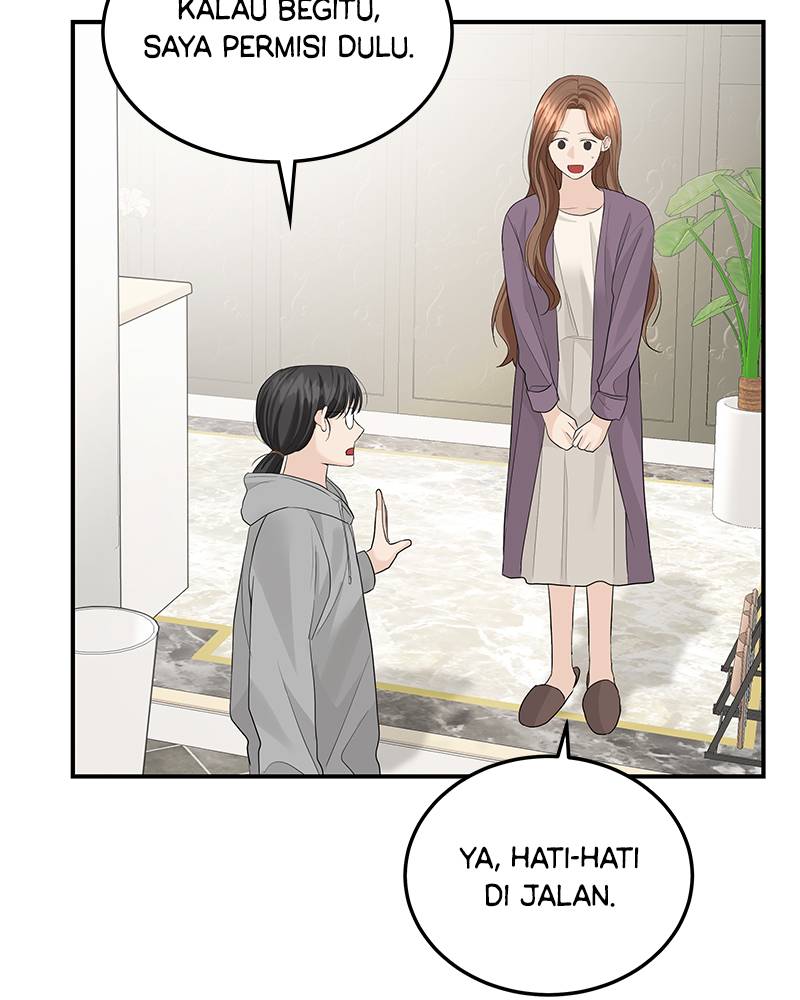 KALAU BEGITU,
SAYA PERMISI DULU.
YA, HATI-HATI
DI JALAN.